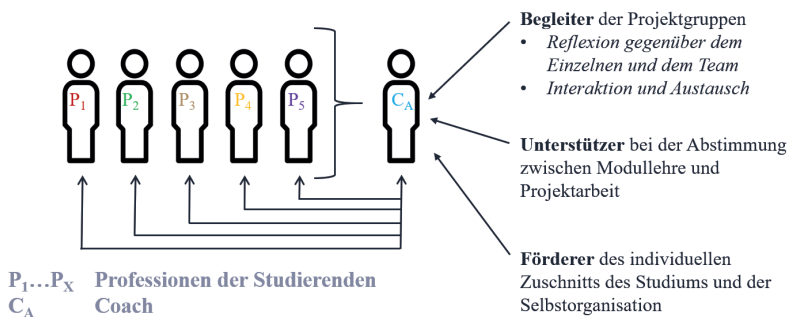 P1 P2 P3 P4 P5 CA
Begleiter der Projektgruppen
• Reflexion gegenüber dem
Einzelnen und dem Team
• Interaktion und Austausch
Unterstützer bei der Abstimmung
zwischen Modullehre und
Projektarbeit
Förderer des individuellen
Zuschnitts des Studiums und der
Selbstorganisation
P1…PX Professionen der Studierenden
CA Coach